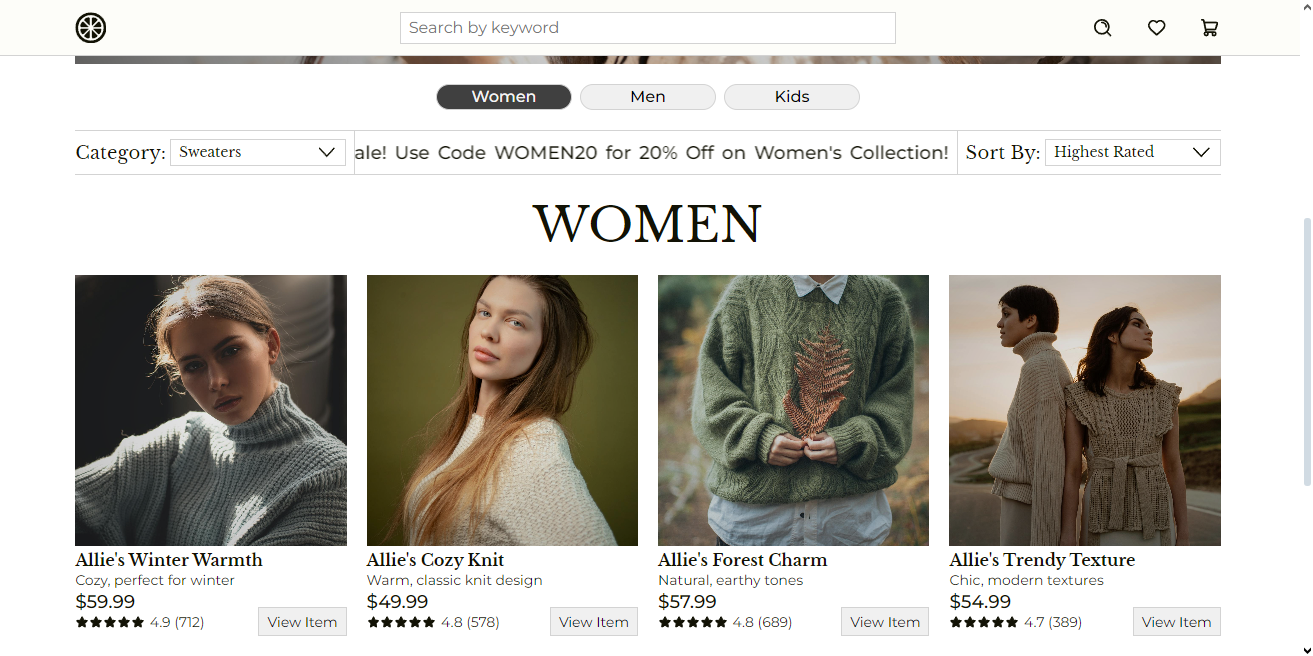 Search by keyword
Women
Men
Kids
Category:
Sweaters
ale! Use Code WOMEN20 for 20% Off on Women's Collection!
Sort By:
Highest Rated
WOMEN
Allie's Winter Warmth
Cozy, perfect for winter
$59.99
4.9 (712)
View Item
Allie's Cozy Knit
Warm, classic knit design
$49.99
4.8 (578)
View Item
Allie's Forest Charm
Natural, earthy tones
$57.99
4.8 (689)
View Item
Allie's Trendy Texture
Chic, modern textures
$54.99
4.7 (389)
View Item